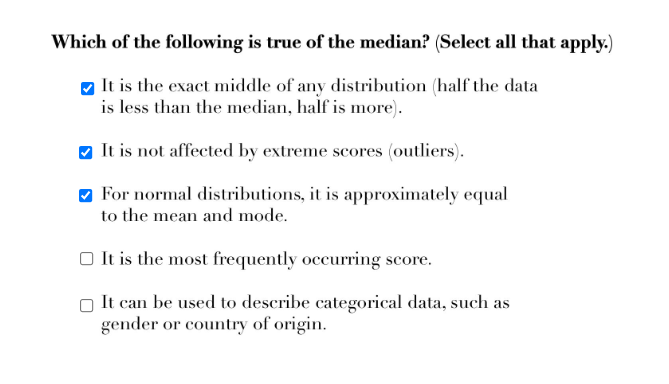 Which of the following is true of the median? (Select all that apply.)
It is the exact middle of any distribution (half the data
is less than the median, half is more).
It is not affected by extreme scores (outliers).
For normal distributions, it is approximately equal
to the mean and mode.
It is the most frequently occurring score.
It can be used to describe categorical data, such as
gender or country of origin.